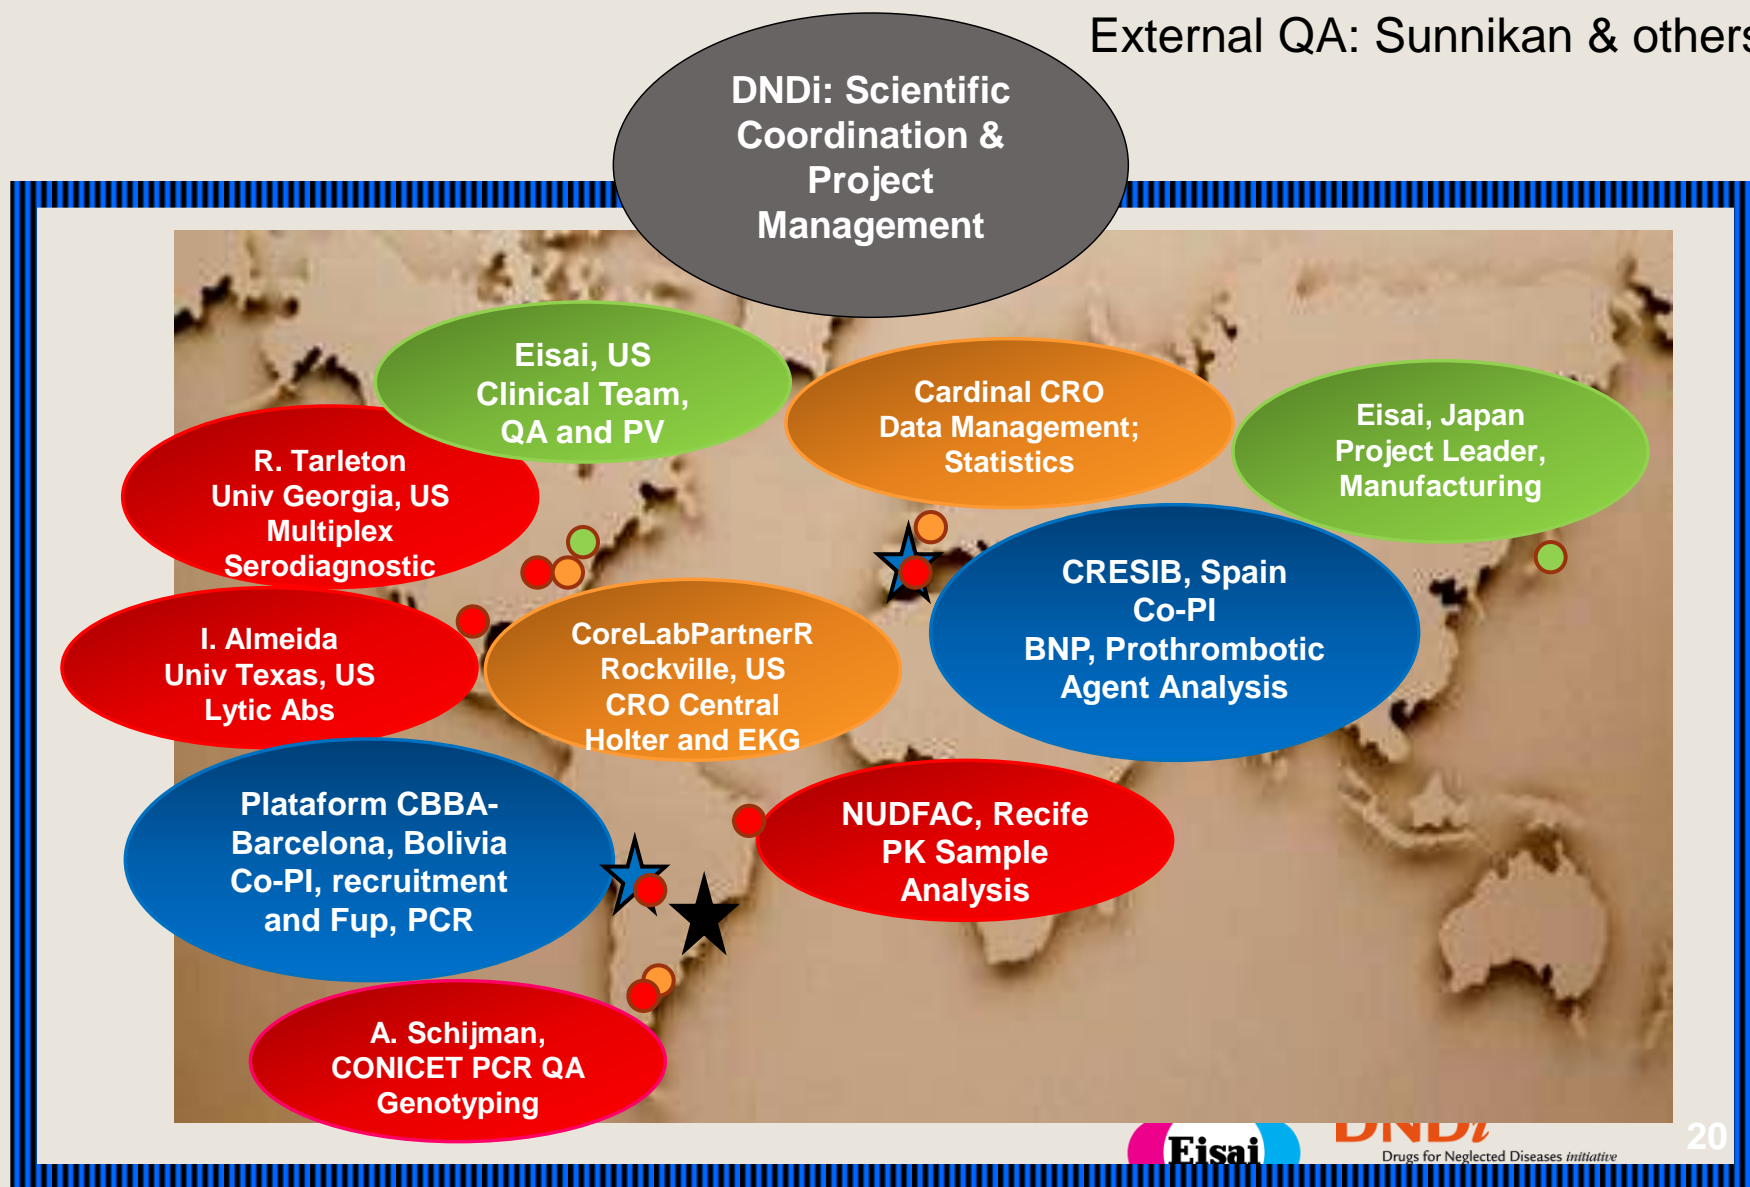 External QA: Sunnikan & others
DNDi: Scientific
Coordination &
Project
Management
Eisai, US
Clinical Team,
QA and PV
Cardinal CRO
Data Management;
Statistics
Eisai, Japan
Project Leader,
Manufacturing
R. Tarleton
Univ Georgia, US
Multiplex
Serodiagnostic
CRESIB, Spain
Co-PI
BNP, Prothrombotic
Agent Analysis
I. Almeida
Univ Texas, US
Lytic Abs
CoreLabPartnerR
Rockville, US
CRO Central
Holter and EKG
Plataform CBBA-
Barcelona, Bolivia
Co-PI, recruitment
and Fup, PCR
NUDFAC, Recife
PK Sample
Analysis
A. Schijman,
CONICET PCR QA
Genotyping
Eisai
DNDi
Drugs for Neglected Diseases initiative
20